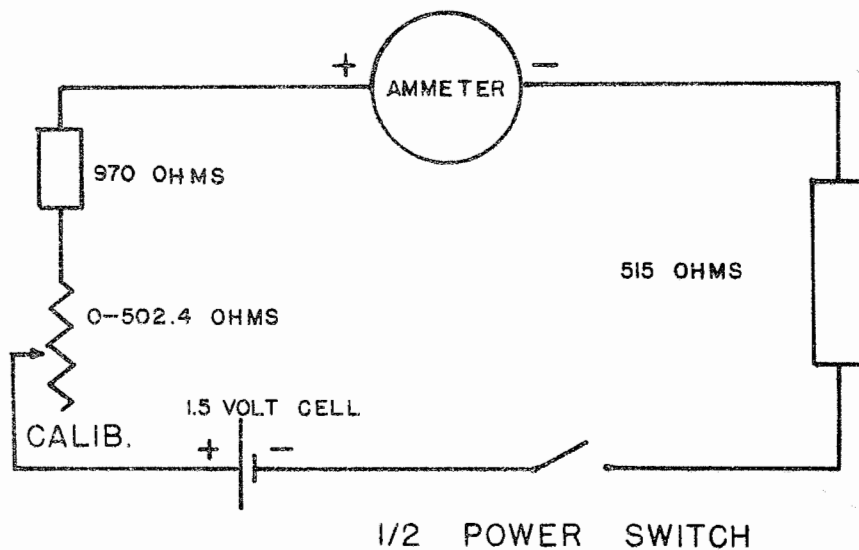 + AMMETER −
970 OHMS
515 OHMS
0-502.4 OHMS
1.5 VOLT CELL
CALIB.
+ −
1/2 POWER SWITCH